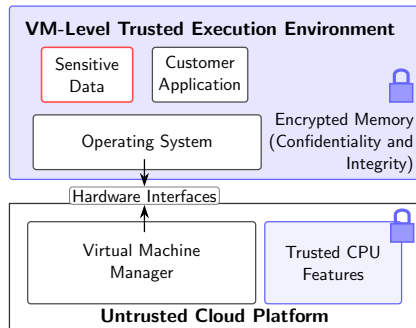 VM-Level Trusted Execution Environment
Sensitive
Data
Customer
Application
Operating System
Encrypted Memory
(Confidentiality and
Integrity)
Hardware Interfaces
Virtual Machine
Manager
Trusted CPU
Features
Untrusted Cloud Platform